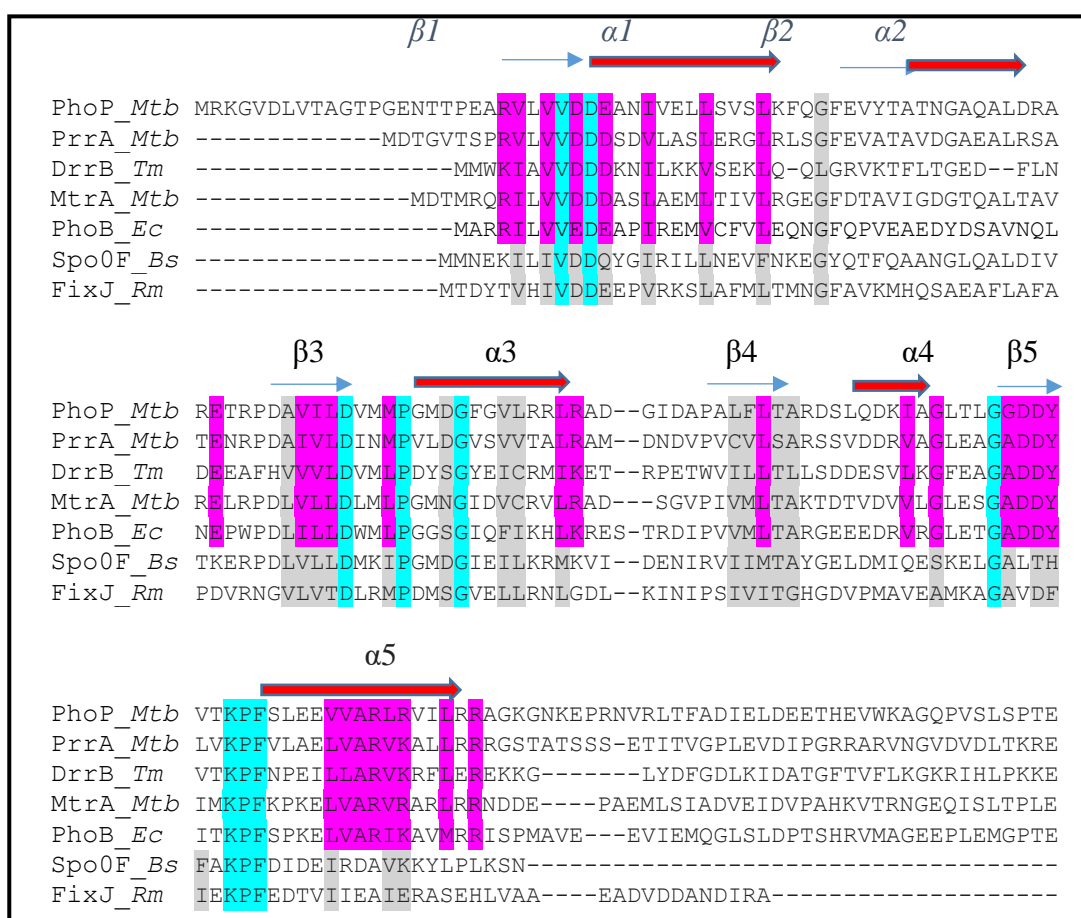 β1 α1 β2 α2
PhoP_Mtb MRKGVDLVTAGTPGENTTPEARVLVVDDEANIVELLSVSLKFQGFEVYTATNGAQALDRA
PrrA_Mtb -------------MDTGVTSPRVLVVDDDSDVLASLERGLRLSGFEVATAVDGAEALRSA
DrrB_Tm ------------------MMWKIAVVDDDKNILKKVSEKLQ-QLGRVKTFLTGED--FLN
MtrA_Mtb ---------------MDTMRQRILVVDDDASLAEMLTIVLRGEGFDTAVIGDGTQALTAV
PhoB_Ec ------------------MARRILVVEDEAPIREMVCFVLEQNGFQPVEAEDYDSAVNQL
Spo0F_Bs -----------------MMNEKILIVDDQYGIRILLNEVFNKEGYQTFQAANGLQALDIV
FixJ_Rm -----------------MTDYTVHIVDDEEPVRKSLAFMLTMNGFAVKMHQSAEAFLAFA
β3 α3 β4 α4 β5
PhoP_Mtb RETRPDAVILDVMMPGMDGFGVLRRLRAD--GIDAPALFLTARDSLQDKIAGLTLGGDDY
PrrA_Mtb TENRPDAIVLDINMPVLDGVSVVTALRAM--DNDVPVCVLSARSSVDDRVAGLEAGADDY
DrrB_Tm DEEAFHVVVLDVMLPDYSGYEICRMIKET--RPETWVILLTLLSDDESVLKGFEAGADDY
MtrA_Mtb RELRPDLVLLDLMLPGMNGIDVCRVLRAD---SGVPIVMLTAKTDTVDVVLGLESGADDY
PhoB_Ec NEPWPDLILLDWMLPGGSGIQFIKHLKRES-TRDIPVVMLTARGEEEDRVRGLETGADDY
Spo0F_Bs TKERPDLVLLDMKIPGMDGIEILKRMKVI--DENIRVIIMTAYGELDMIQESKELGALTH
FixJ_Rm PDVRNGVLVTDLRMPDMSGVELLRNLGDL--KINIPSIVITGHGDVPMAVEAMKAGAVDF
α5
PhoP_Mtb VTKPFSLEEVVARLRVILRRAGKGNKEPRNVRLTFADIELDEETHEVWKAGQPVSLSPTE
PrrA_Mtb LVKPFVLAELVARVKALLRRRGSTATSSS-ETITVGPLEVDIPGRRARVNGVDVDLTKRE
DrrB_Tm VTKPFNPEILLARVKRFLEREKKG-------LYDFGDLKIDATGFTVFLKGKRIHLPKKE
MtrA_Mtb IMKPFKPKELVARVRARLRRNDDE----PAEMLSIADVEIDVPAHKVTRNGEQISLTPLE
PhoB_Ec ITKPFSPKELVARIKAVMRRISPMAVE---EVIEMQGLSLDPTSHRVMAGEEPLEMGPTE
Spo0F_Bs FAKPFDIDEIRDAVKKYLPLKSN-------------------------------------
FixJ_Rm IEKPFEDTVIIEAIERASEHLVAA----EADVDDANDIRA--------------------